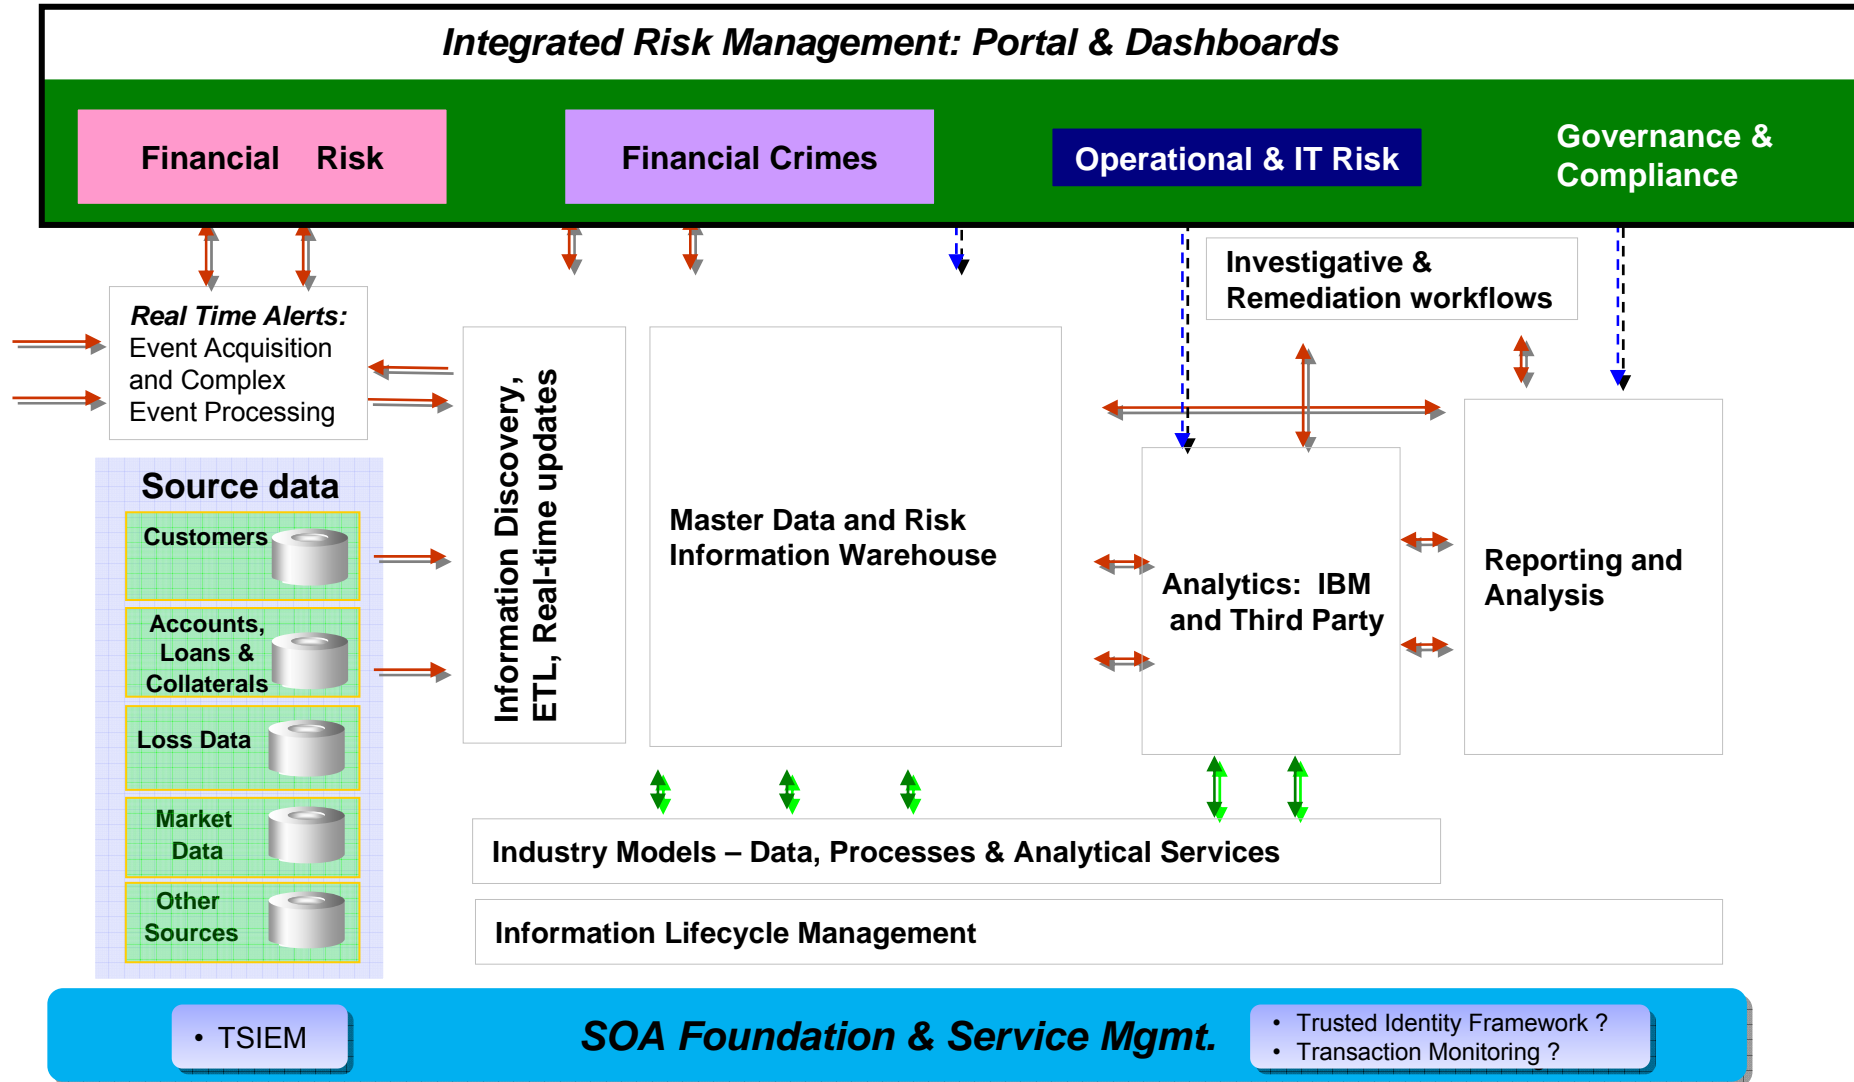 Integrated Risk Management: Portal & Dashboards
Financial Risk
Financial Crimes
Operational & IT Risk
Governance &
Compliance
Investigative &
Remediation workflows
Real Time Alerts:
Event Acquisition
and Complex
Event Processing
Information Discovery,
ETL, Real-time updates
Master Data and Risk
Information Warehouse
Analytics: IBM
and Third Party
Reporting and
Analysis
Source data
Customers
Accounts,
Loans &
Collaterals
Loss Data
Market
Data
Other
Sources
Industry Models – Data, Processes & Analytical Services
Information Lifecycle Management
• TSIEM
SOA Foundation & Service Mgmt.
• Trusted Identity Framework ?
• Transaction Monitoring ?